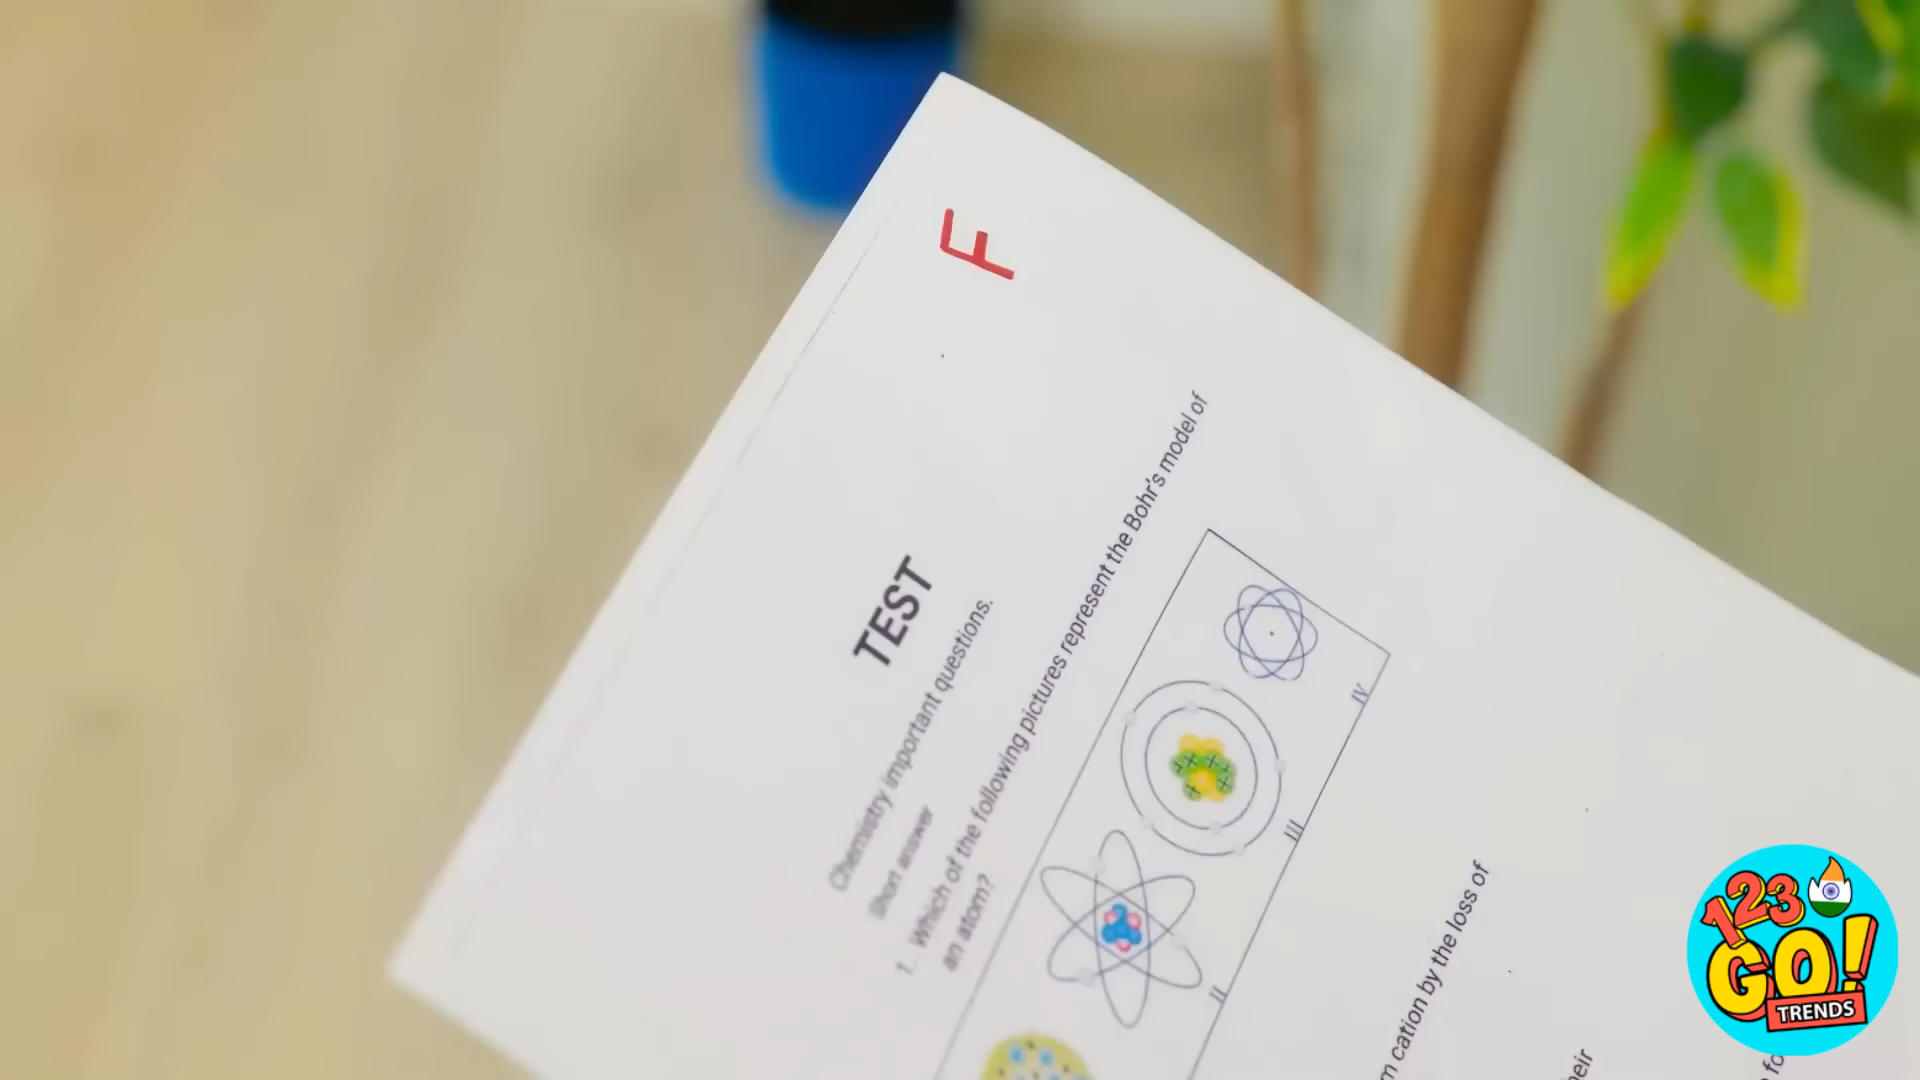 F
TEST
Chemistry important questions.
Short answer
1. Which of the following pictures represent the Bohr's model of
an atom?
II
III
IV
cation by the loss of
123
GO!
TRENDS